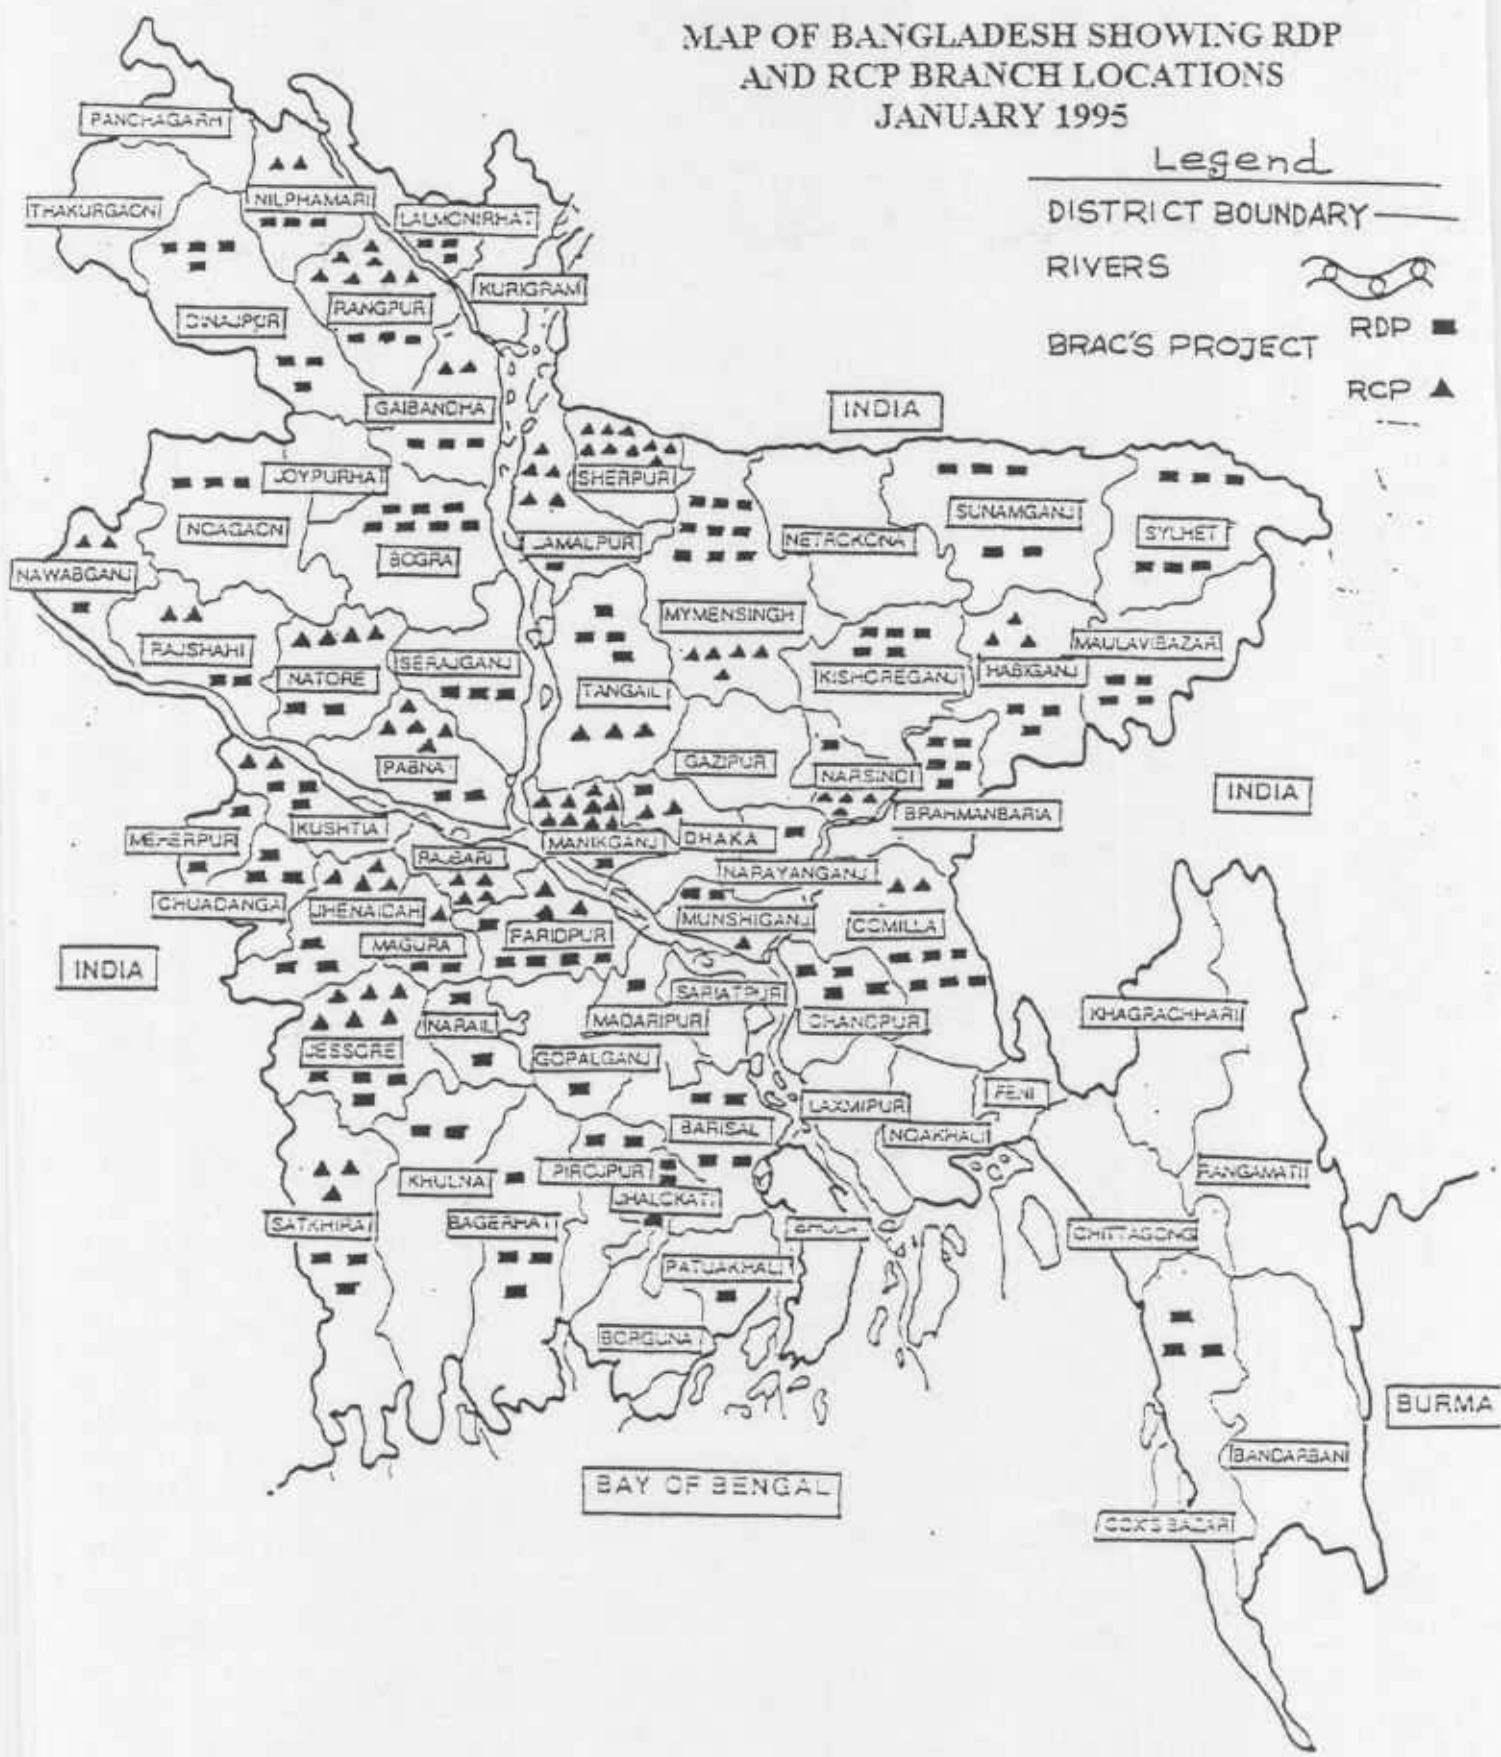 MAP OF BANGLADESH SHOWING RDP
AND RCP BRANCH LOCATIONS
JANUARY 1995
Legend
DISTRICT BOUNDARY
RIVERS
BRAC'S PROJECT
RDP
RCP
PANCHAGARH
THAKURGAON
NILPHAMARI
LALMONIRHAT
KURIGRAM
RANGPUR
DINAJPUR
GAIBANDHA
INDIA
JOYPURHAT
SHERPUR
NOAGAON
SUNAMGANJ
SYLHET
NETROKONA
JAMALPUR
BOGRA
NAWABGANJ
MYMENSINGH
MAULAVIBAZAR
RAJSHAHI
SERAJGANJ
NATORE
KISHOREGANJ
HABIGANJ
TANGAIL
PABNA
GAZIPUR
NARSINDI
INDIA
BRAHMANBARIA
KUSHTIA
MEHERPUR
MANIKGANJ
DHAKA
RAJBARI
NARAYANGANJ
CHUADANGA
JHENAIDAH
MUNSHIGANJ
COMILLA
FARIDPUR
MAGURA
INDIA
SARIATPUR
NARAIL
MADARIPUR
CHANDPUR
KHAGRACHHARI
JESSORE
GOPALGANJ
FENI
LAXMIPUR
BARISAL
NOAKHALI
PIROJPUR
KHULNA
RANGAMATI
JHALOKATI
SATKHIRA
BAGERHAT
BHOLA
CHITTAGONG
PATUAKHALI
BORGUNA
BURMA
BANDARBAN
BAY OF BENGAL
COX'S BAZAR